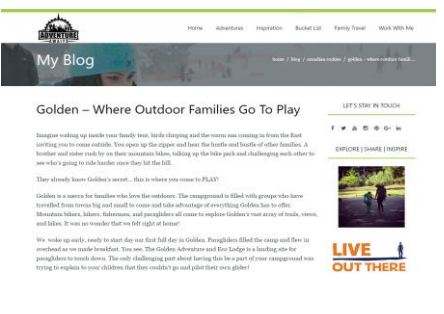 ADVENTURE
AWAITS
Home Adventures Inspiration Bucket List Family Travel Work With Me
My Blog
home / blog / canadian rockies / golden – where outdoor famili...
Golden – Where Outdoor Families Go To Play
Imagine waking up inside your family tent, birds chirping and the warm sun coming in from the East
inviting you to come outside. You open up the zipper and hear the hustle and bustle of other families. A
brother and sister rush by on their mountain bikes, talking up the bike park and challenging each other to
see who's going to ride harder once they hit the hill.
They already know Golden's secret... this is where you come to PLAY!
Golden is a mecca for families who love the outdoors. The campground is filled with groups who have
travelled from towns big and small to come and take advantage of everything Golden has to offer.
Mountain bikers, hikers, fishermen, and paragliders all come to explore Golden's vast array of trails, views,
and lakes. It was no wonder that we felt right at home!
We woke up early, ready to start day our first full day in Golden. Paragliders filled the camp and flew in
overhead as we made breakfast. You see, The Golden Adventure and Eco Lodge is a landing site for
paragliders to touch down. The only challenging part about having this be a part of your campground was
trying to explain to your children that they couldn't go and pilot their own glider!
LET'S STAY IN TOUCH
EXPLORE | SHARE | INSPIRE
LIVE
OUT THERE